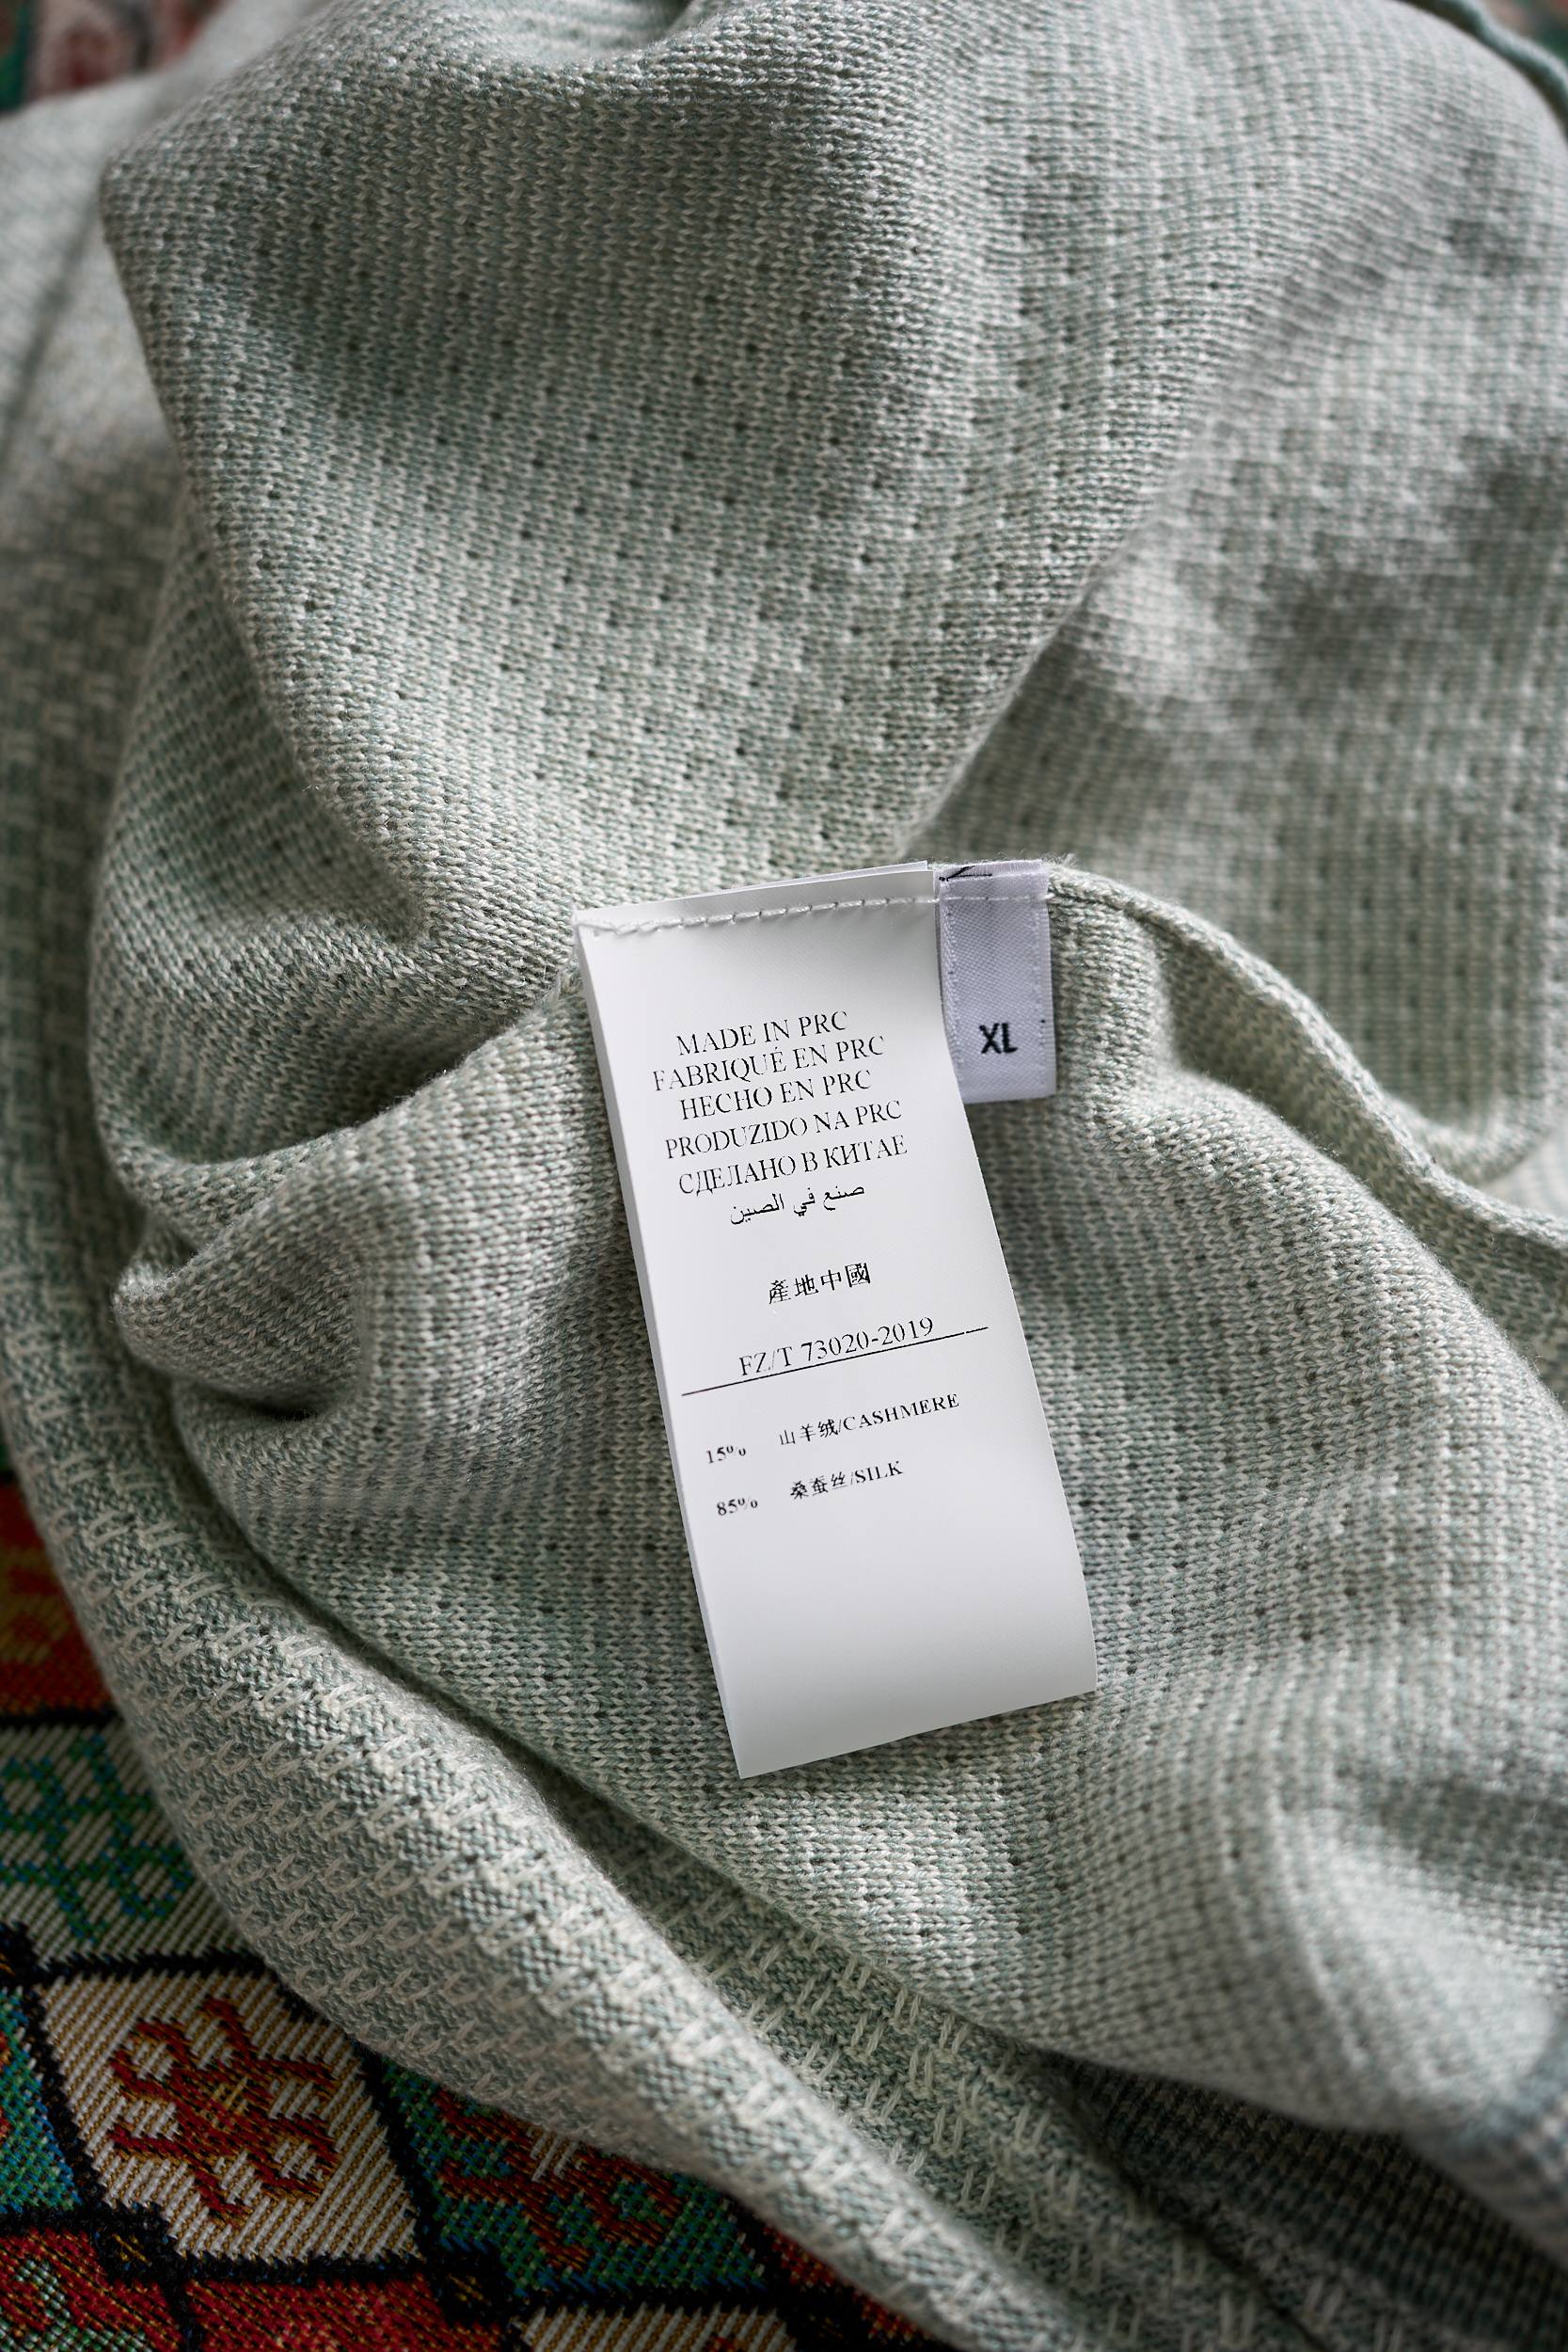 MADE IN PRC
FABRIQUÉ EN PRC
HECHO EN PRC
PRODUZIDO NA PRC
СДЕЛАНО В КИТАЕ
صنع في الصين
產地中國
FZ/T 73020-2019
15% 山羊绒/CASHMERE
85% 桑蚕丝/SILK
XL